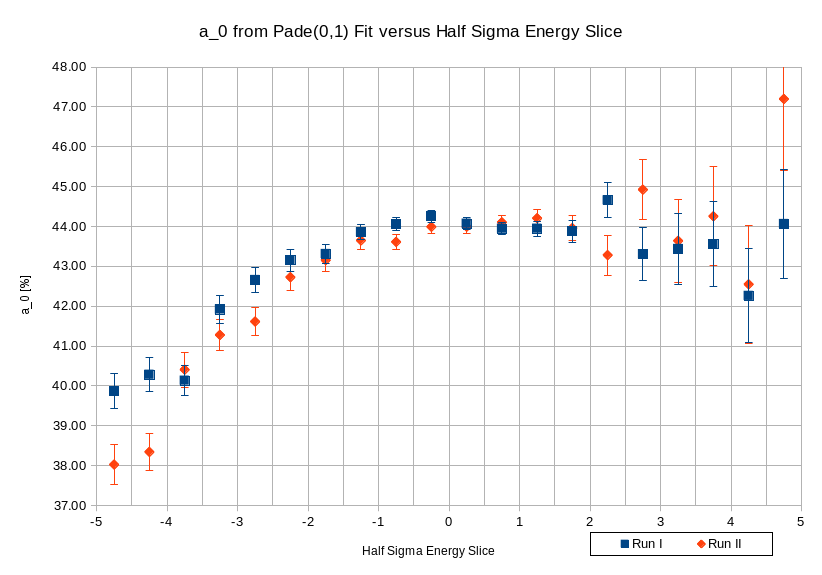 a_0 from Pade(0,1) Fit versus Half Sigma Energy Slice
48.00
47.00
46.00
45.00
44.00
43.00
42.00
41.00
40.00
39.00
38.00
37.00
a_0 [%]
-5 -4 -3 -2 -1 0 1 2 3 4 5
Half Sigma Energy Slice
Run I Run II